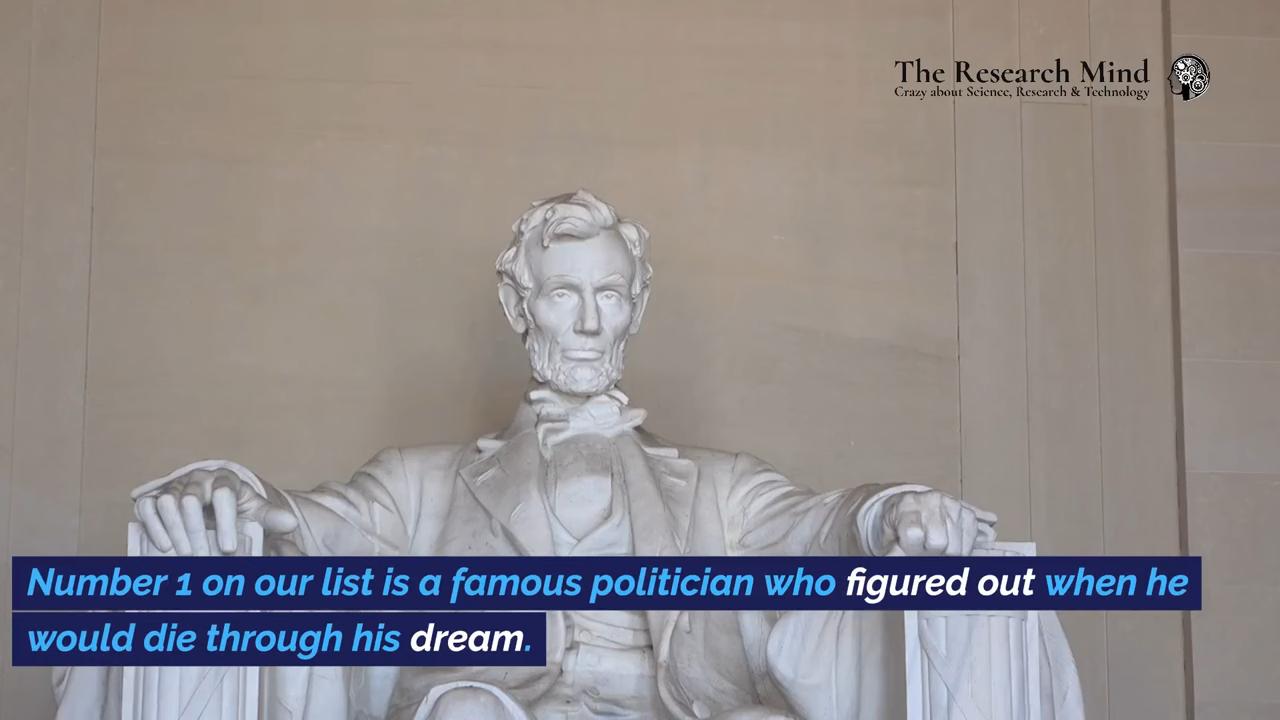 The Research Mind
Crazy about Science, Research & Technology
Number 1 on our list is a famous politician who figured out when he
would die through his dream.